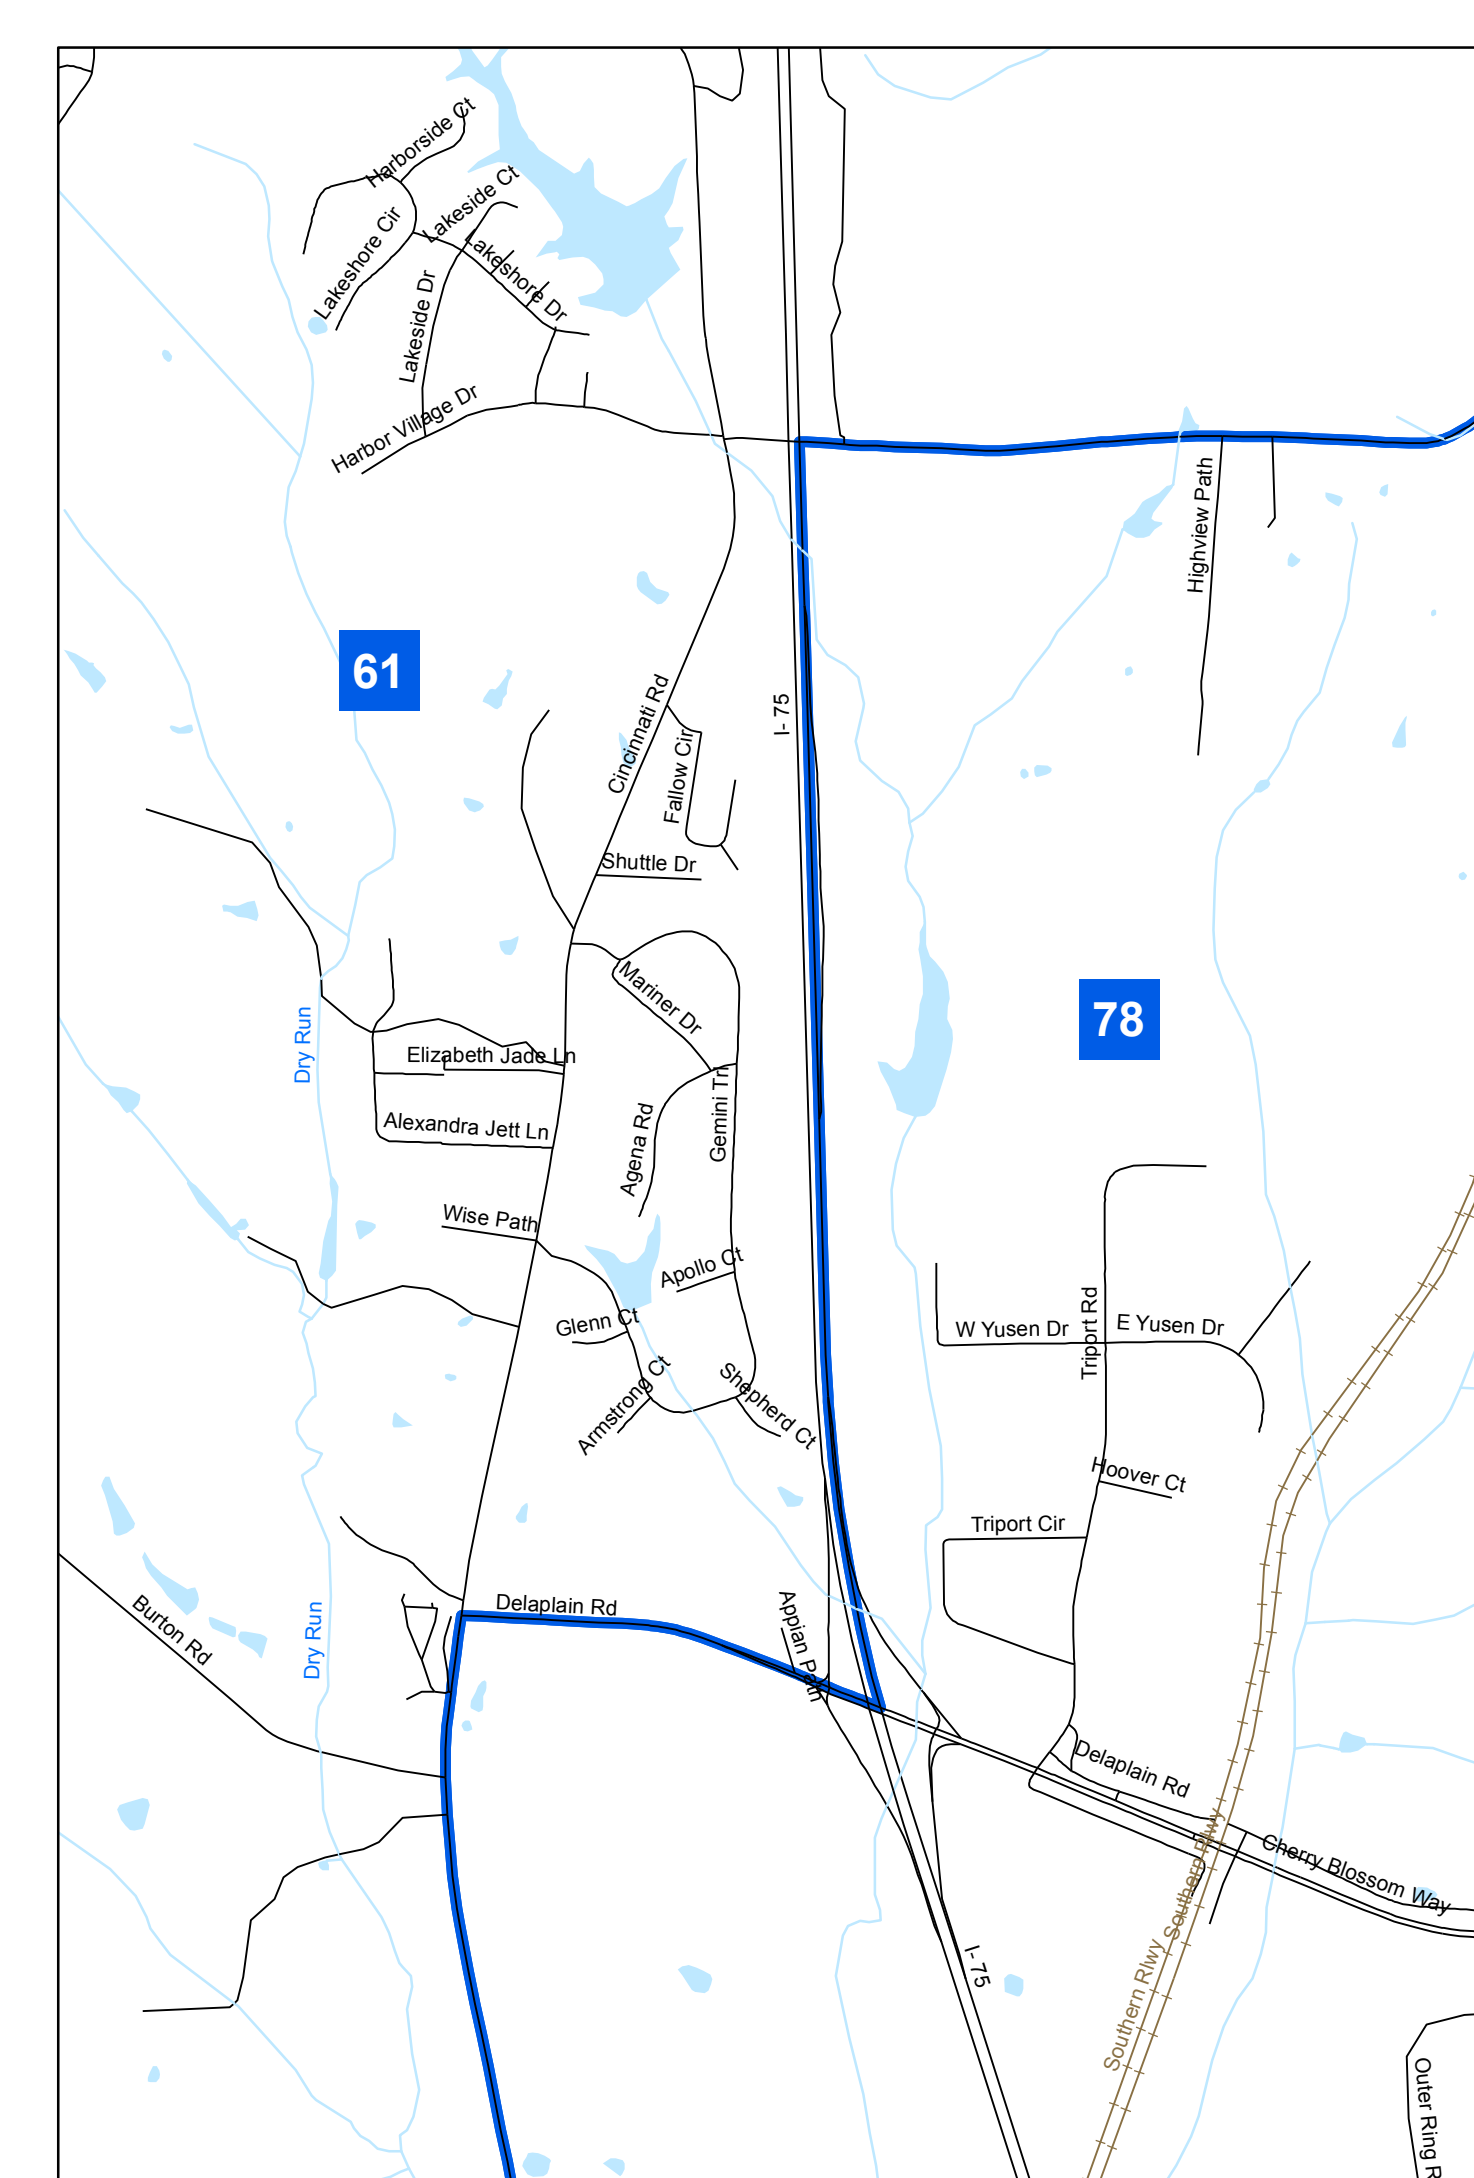 Harborside Ct
Lakeside Ct
Lakeshore Cir
Lakeshore Dr
Lakeside Dr
Harbor Village Dr
Highview Path
61
Cincinnati Rd
I- 75
Fallow Cir
Shuttle Dr
Mariner Dr
78
Dry Run
Elizabeth Jade Ln
Gemini Trl
Alexandra Jett Ln
Agena Rd
Wise Path
Apollo Ct
Glenn Ct
Triport Rd
W Yusen Dr
E Yusen Dr
Armstrong Ct
Shepherd Ct
Hoover Ct
Triport Cir
Delaplain Rd
Appian Path
Burton Rd
Dry Run
Delaplain Rd
Southern Rlwy
Cherry Blossom Way
I- 75
Southern Rlwy
Outer Ring R